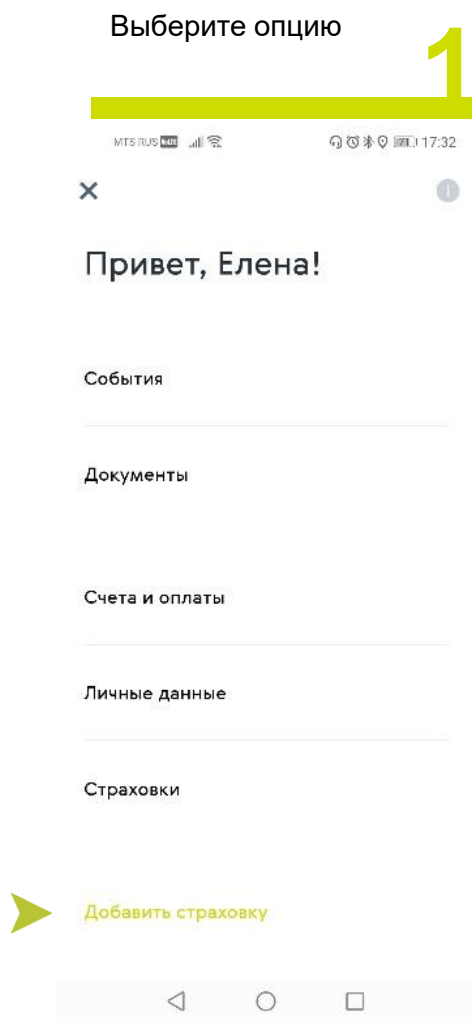 Выберите опцию
1
MTS RUS 17:32
Привет, Елена!
События
Документы
Счета и оплаты
Личные данные
Страховки
Добавить страховку